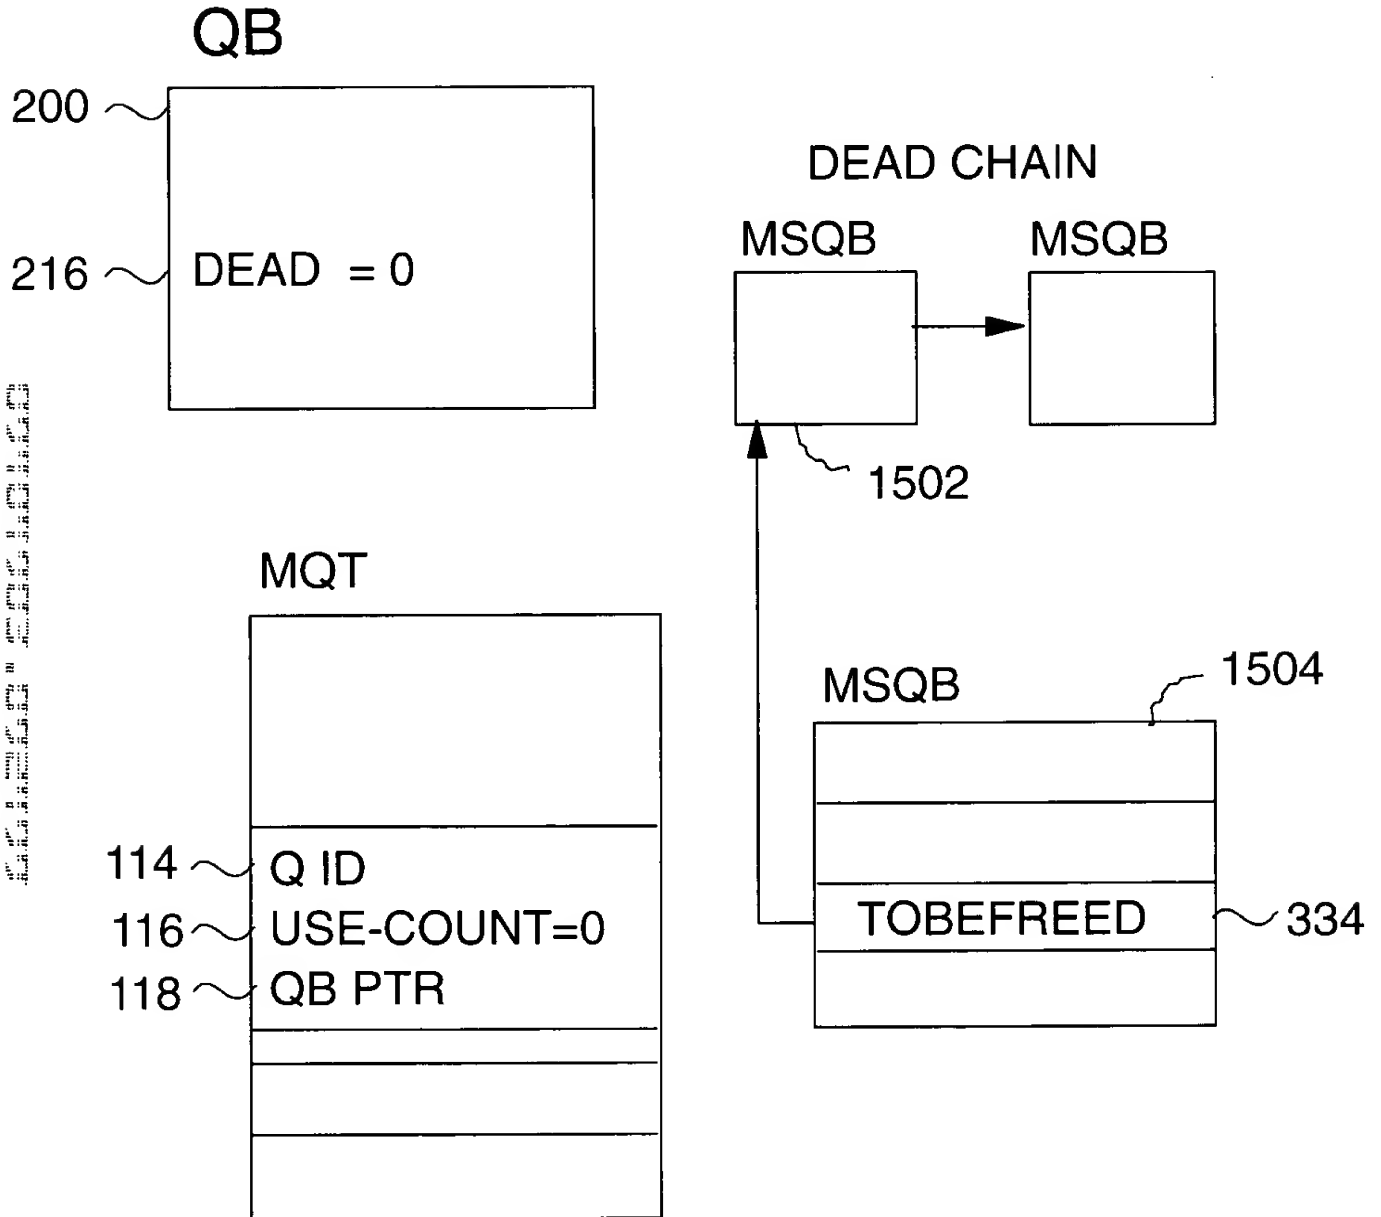 QB
200
DEAD CHAIN
MSQB MSQB
216 DEAD = 0
1502
MQT
1504
MSQB
114 Q ID
116 USE-COUNT=0
TOBEFREED 334
118 QB PTR